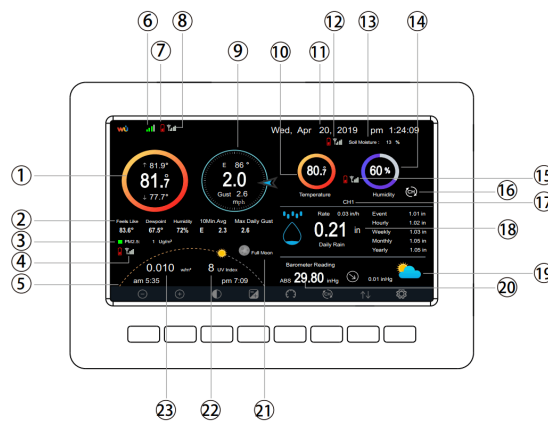 6 8 9 10 11 12 13 14
7
wü Wed, Apr 20, 2019 pm 1:24:09
Soil Moisture : 13 %
↑ 81.9°
81.7
↓ 77.7°
E 86 °
2.0
Gust 2.6
mph
80.7
60 %
Temperature Humidity
CH1
1
2
3
4
5
15
16
17
18
19
20
Feels Like Dewpoint Humidity 10Min.Avg Max Daily Gust
83.6° 67.5° 72% E 2.3 2.6
PM2.5: 1 Ug/m³
Full Moon
Rate 0.03 in/h
0.21 in
Daily Rain
Event 1.01 in
Hourly 1.02 in
Weekly 1.03 in
Monthly 1.05 in
Yearly 1.05 in
0.010 w/m² 8 UV Index
am 5:35 pm 7:09
Barometer Reading
ABS 29.80 inHg 0.01 inHg
23 22 21